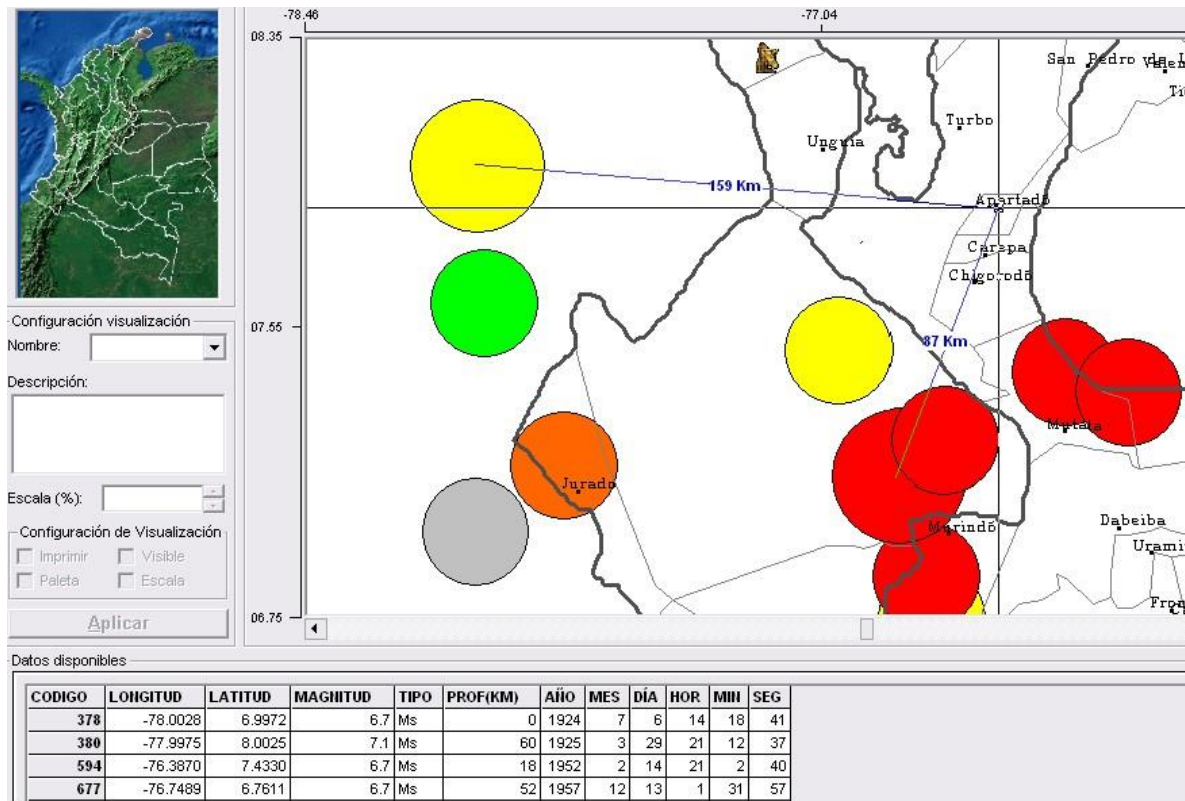 -78.46 -77.04
08.35
San Pedro de
Turbo
Unguia
159 Km
Apartadó
Carepa
Chigorodó
Configuración visualización
Nombre:
07.55
87 Km
Descripción:
Mutata
Jurado
Escala (%):
Murindó
Dabeiba
Configuración de Visualización
Imprimir Visible
Paleta Escala
Aplicar
06.75
Datos disponibles
CODIGO LONGITUD LATITUD MAGNITUD TIPO PROF(KM) AÑO MES DÍA HOR MIN SEG
378 -78.0028 6.9972 6.7 Ms 0 1924 7 6 14 18 41
380 -77.9975 8.0025 7.1 Ms 60 1925 3 29 21 12 37
594 -76.3870 7.4330 6.7 Ms 18 1952 2 14 21 2 40
677 -76.7489 6.7611 6.7 Ms 52 1957 12 13 1 31 57